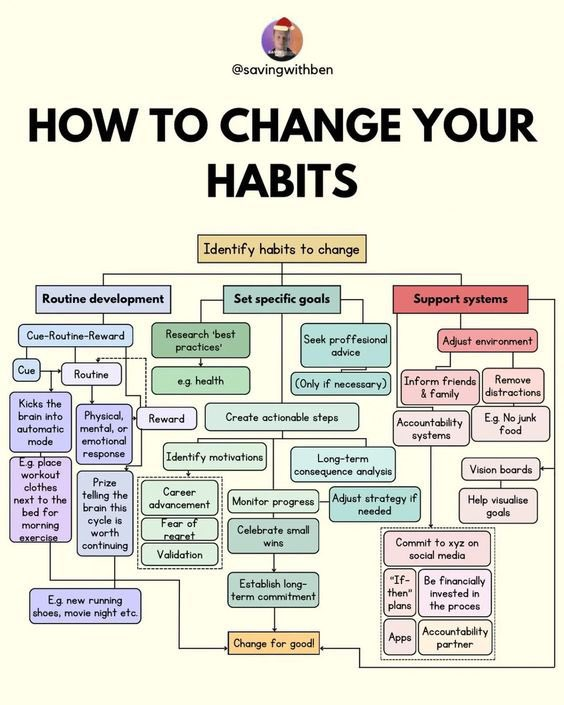 @savingwithben
HOW TO CHANGE YOUR
HABITS
Identify habits to change
Routine development
Set specific goals
Support systems
Cue-Routine-Reward
Cue
Routine
Kicks the
brain into
automatic
mode
Physical,
mental, or
emotional
response
Reward
E.g. place
workout
clothes
next to the
bed for
morning
exercise
Prize
telling the
brain this
cycle is
worth
continuing
E.g. new running
shoes, movie night etc.
Research 'best
practices'
e.g. health
Seek proffesional
advice
(Only if necessary)
Create actionable steps
Identify motivations
Career
advancement
Fear of
regret
Validation
Long-term
consequence analysis
Monitor progress
Adjust strategy if
needed
Celebrate small
wins
Establish long-
term commitment
Change for good!
Adjust environment
Inform friends
& family
Remove
distractions
Accountability
systems
E.g. No junk
food
Vision boards
Help visualise
goals
Commit to xyz on
social media
"If-
then"
plans
Be financially
invested in
the proces
Apps
Accountability
partner